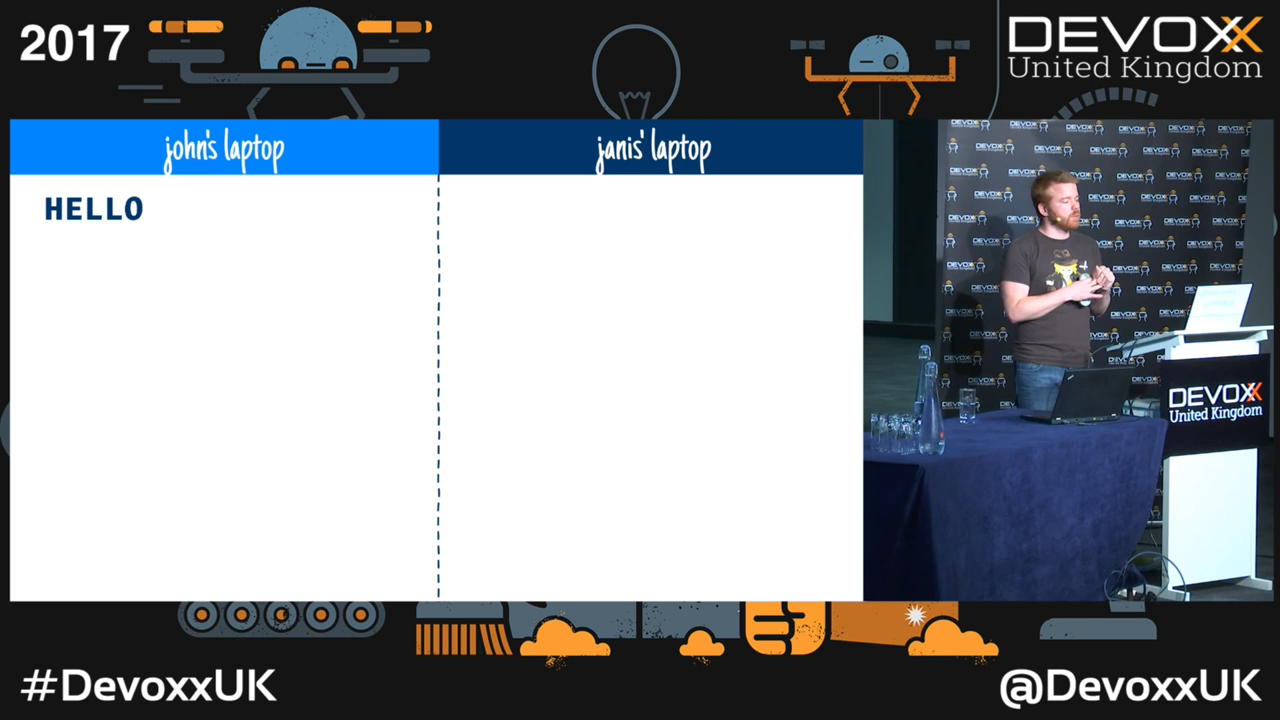 2017
DEVOXX
United Kingdom
john's laptop
janis' laptop
HELLO
DEVOXX
United Kingdom
#DevoxxUK
@DevoxxUK